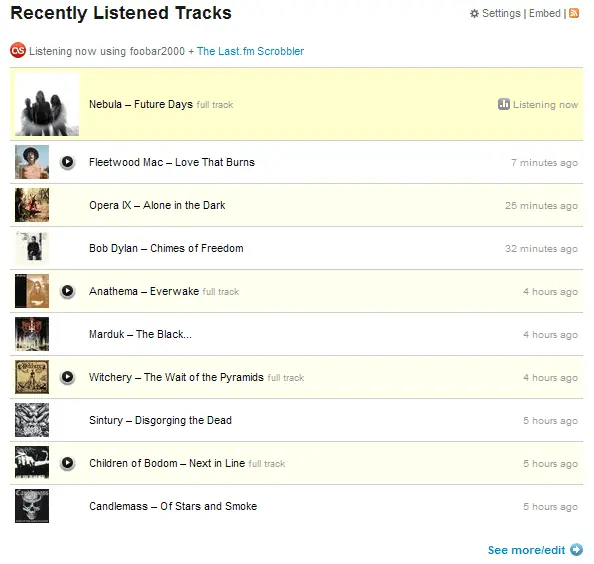 Recently Listened Tracks
Settings | Embed |
Listening now using foobar2000 + The Last.fm Scrobbler
Nebula – Future Days full track Listening now
Fleetwood Mac – Love That Burns 7 minutes ago
Opera IX – Alone in the Dark 25 minutes ago
Bob Dylan – Chimes of Freedom 32 minutes ago
Anathema – Everwake full track 4 hours ago
Marduk – The Black... 4 hours ago
Witchery – The Wait of the Pyramids full track 4 hours ago
Sintury – Disgorging the Dead 5 hours ago
Children of Bodom – Next in Line full track 5 hours ago
Candlemass – Of Stars and Smoke 5 hours ago
See more/edit